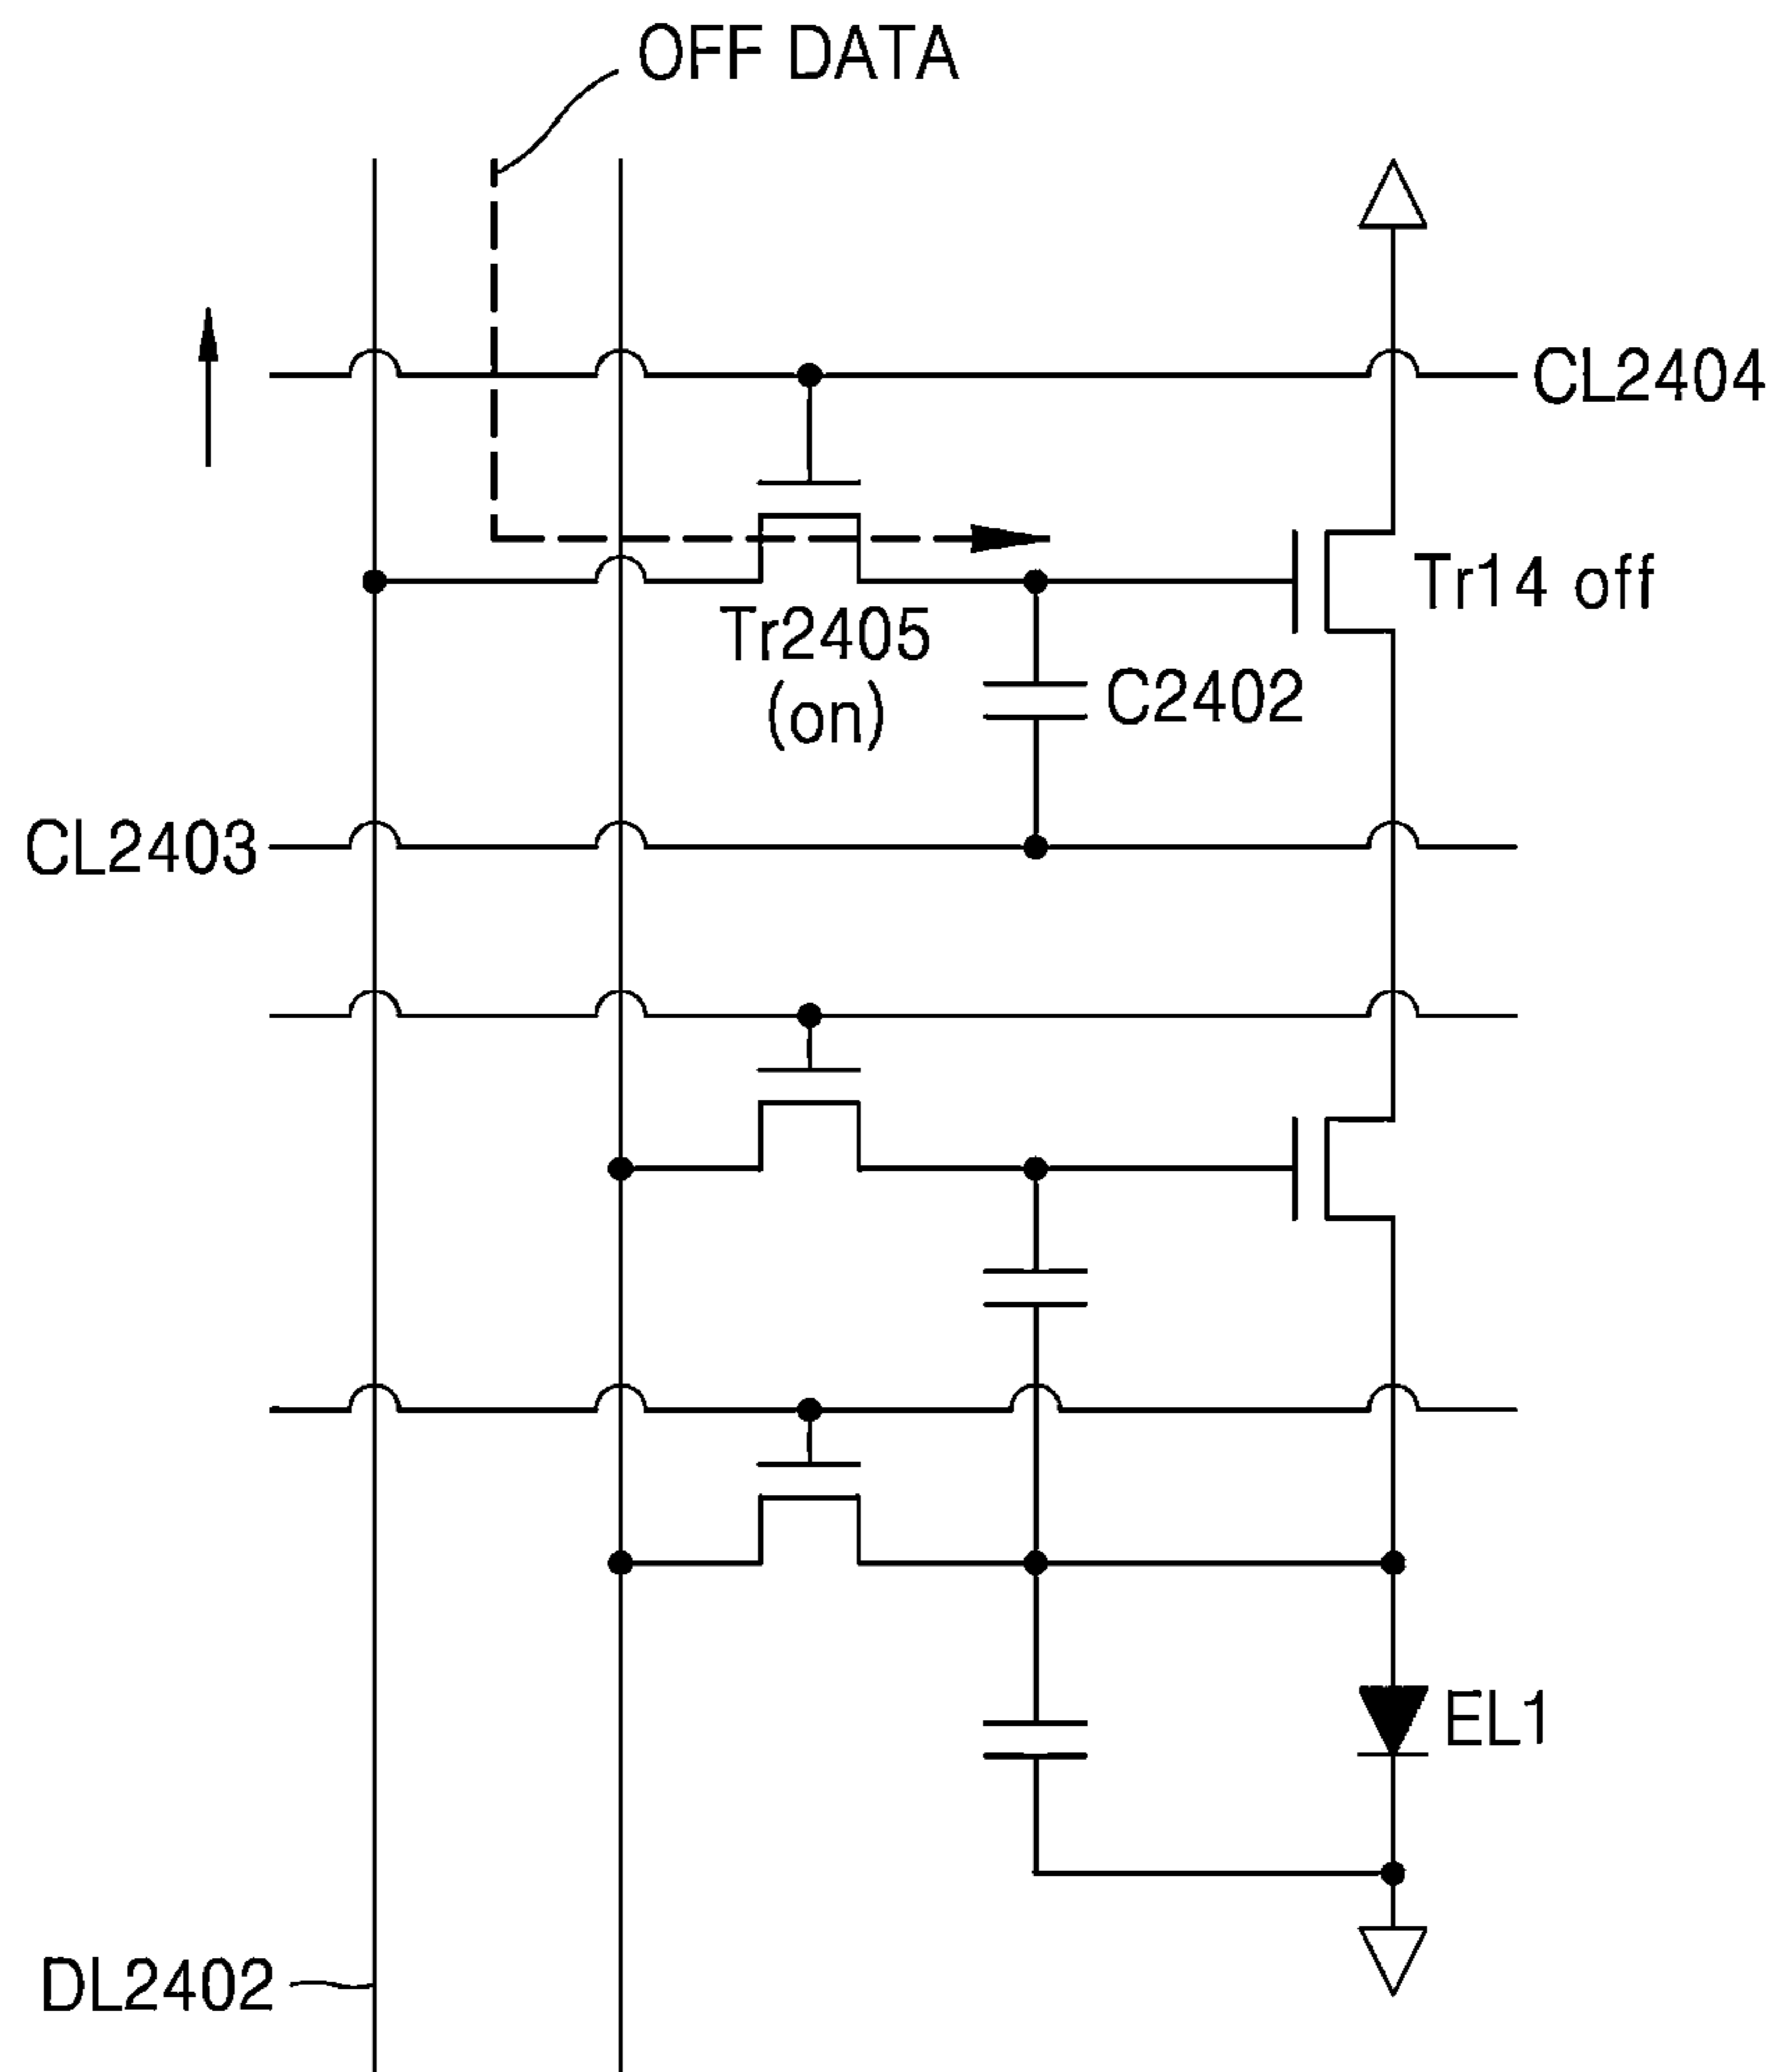 OFF DATA
CL2404
Tr14 off
Tr2405
(on)
C2402
CL2403
EL1
DL2402